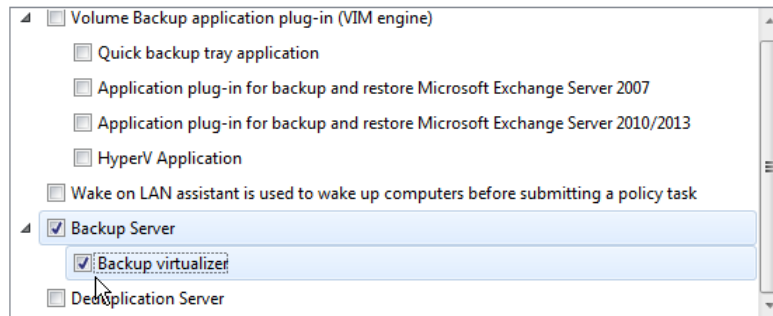 Volume Backup application plug-in (VIM engine)
Quick backup tray application
Application plug-in for backup and restore Microsoft Exchange Server 2007
Application plug-in for backup and restore Microsoft Exchange Server 2010/2013
HyperV Application
Wake on LAN assistant is used to wake up computers before submitting a policy task
Backup Server
Backup virtualizer
Deduplication Server